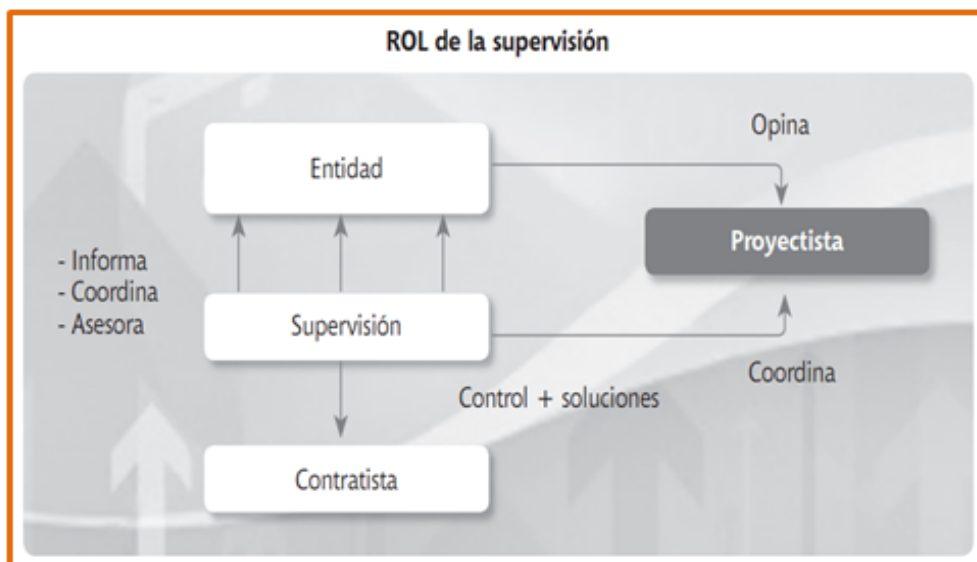 ROL de la supervisión
Opina
Entidad
Proyectista
- Informa
- Coordina
- Asesora
Supervisión
Coordina
Control + soluciones
Contratista